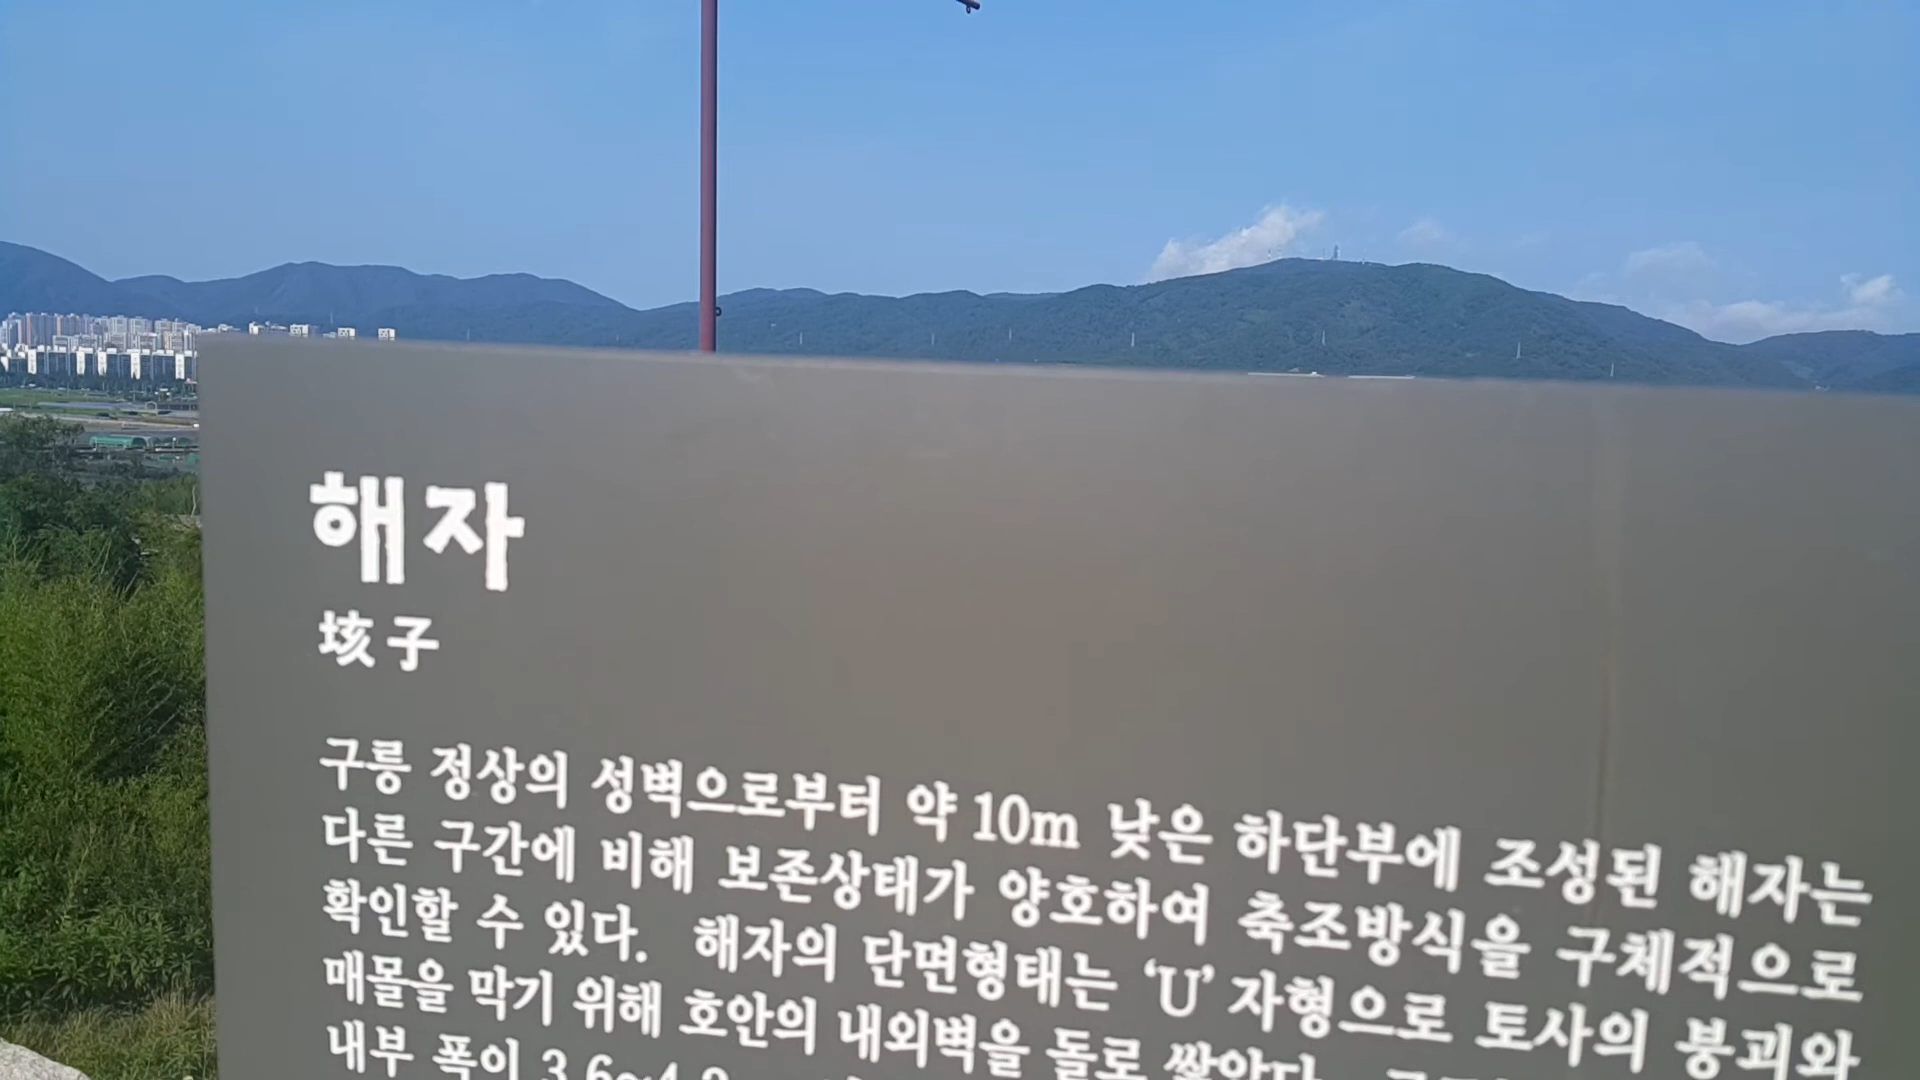 해자
垓子
구릉 정상의 성벽으로부터 약 10m 낮은 하단부에 조성된 해자는
다른 구간에 비해 보존상태가 양호하여 축조방식을 구체적으로
확인할 수 있다. 해자의 단면형태는 ‘U’ 자형으로 토사의 붕괴와
매몰을 막기 위해 호안의 내외벽을 돌로 쌓았다.
내부 폭이